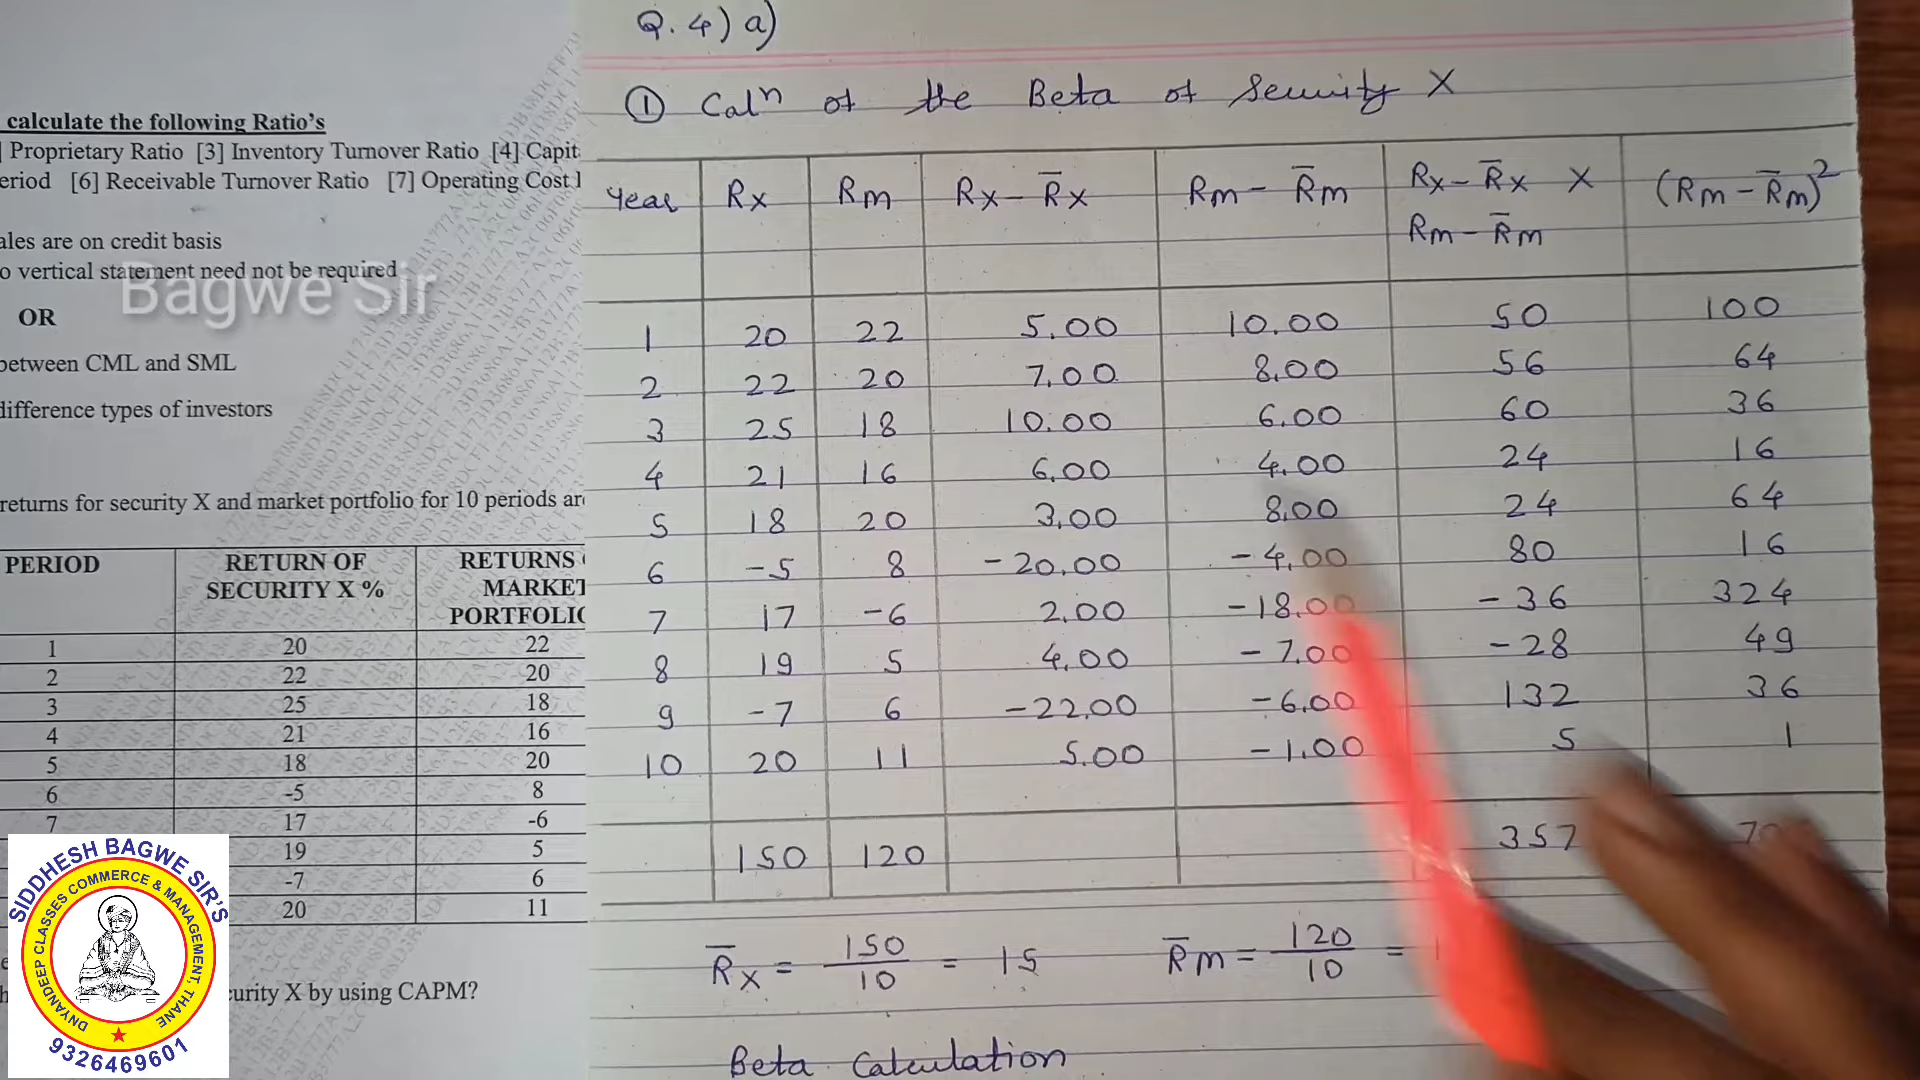 calculate the following Ratio's
Proprietary Ratio [3] Inventory Turnover Ratio [4] Capit
eriod [6] Receivable Turnover Ratio [7] Operating Cost
ales are on credit basis
o vertical statement need not be required
Bagwe Sir
OR
between CML and SML
difference types of investors
returns for security X and market portfolio for 10 periods are
PERIOD RETURN OF SECURITY X % RETURNS MARKET PORTFOLIO
1 20 22
2 22 20
3 25 18
4 21 16
5 18 20
6 -5 8
7 17 -6
19 5
-7 6
20 11
curity X by using CAPM?
SIDDHESH BAGWE SIR'S
DNYANDEEP CLASSES COMMERCE & MANAGEMENT, THANE
9326469601
Q.4) a)
① Calⁿ of the Beta of Security X
Year Rx Rm Rx - R̅x Rm - R̅m Rx - R̅x X Rm - R̅m (Rm - R̅m)²
1 20 22 5.00 10.00 50 100
2 22 20 7.00 8.00 56 64
3 25 18 10.00 6.00 60 36
4 21 16 6.00 4.00 24 16
5 18 20 3.00 8.00 24 64
6 -5 8 -20.00 -4.00 80 16
7 17 -6 2.00 -18.00 -36 324
8 19 5 4.00 -7.00 -28 49
9 -7 6 -22.00 -6.00 132 36
10 20 11 5.00 -1.00 5 1
150 120 357
R̅x = 150/10 = 15 R̅m = 120/10 =
Beta Calculation